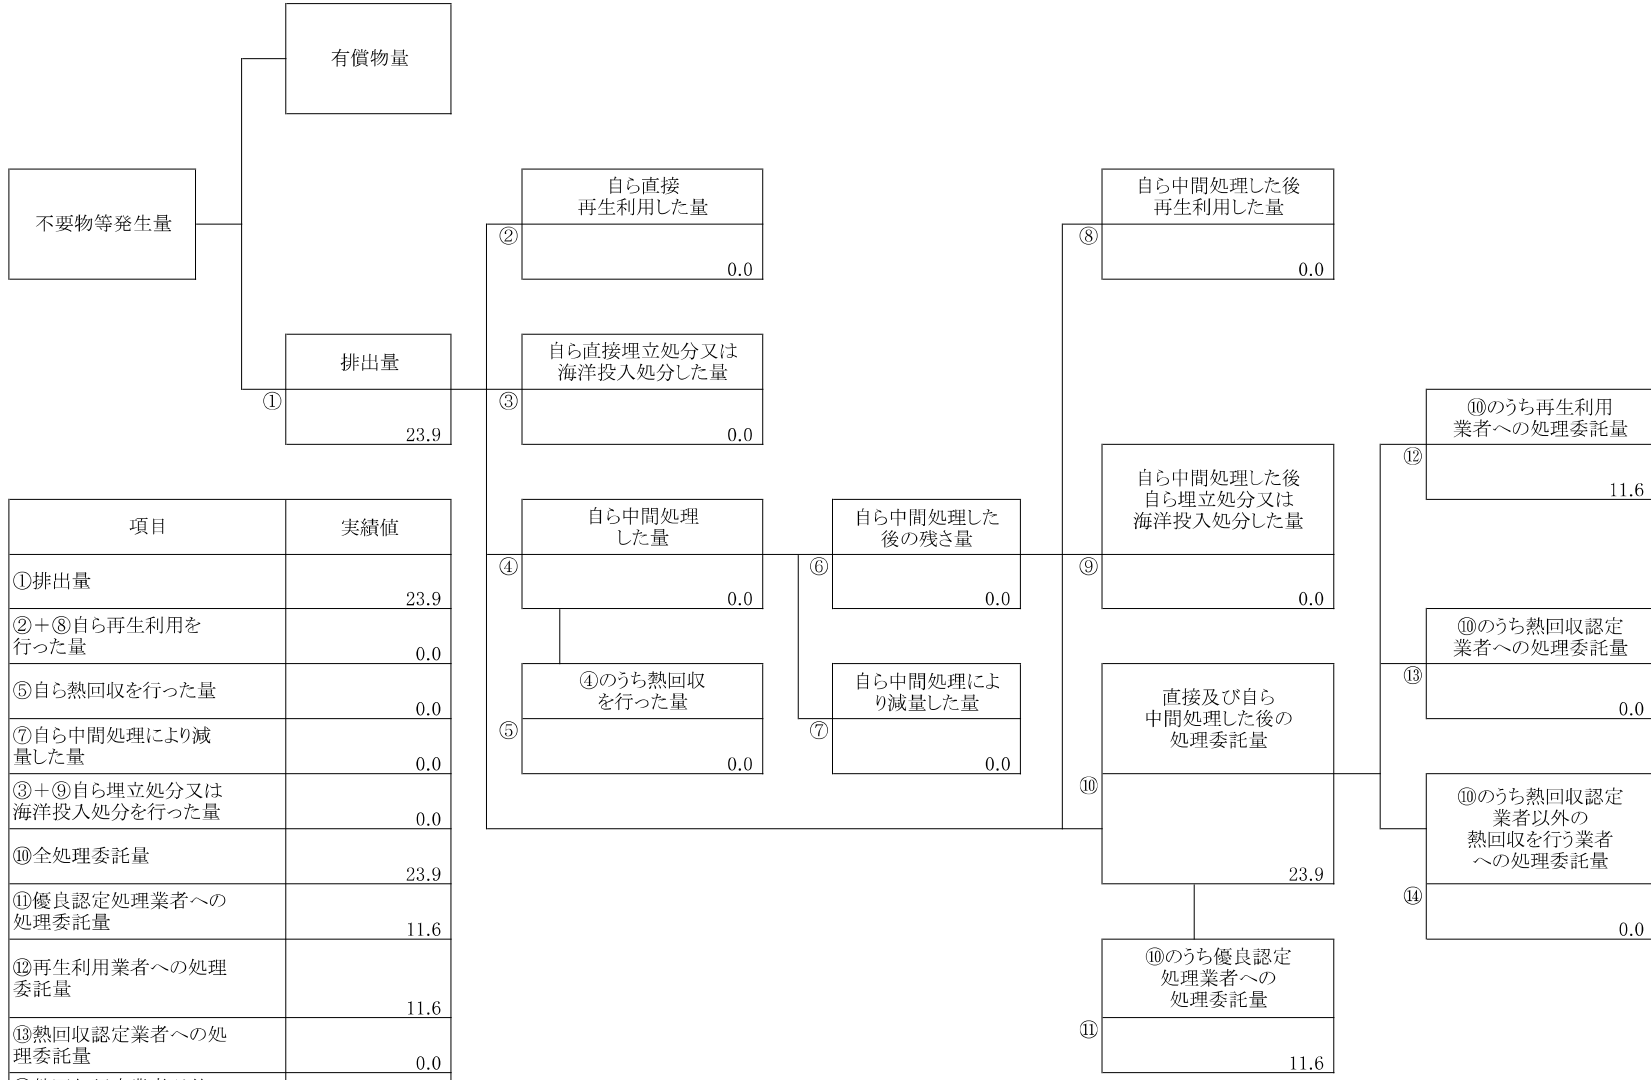 有償物量
不要物等発生量
自ら直接
再生利用した量
②
0.0
自ら中間処理した後
再生利用した量
⑧
0.0
排出量
①
23.9
自ら直接埋立処分又は
海洋投入処分した量
③
0.0
⑩のうち再生利用
業者への処理委託量
⑫
11.6
自ら中間処理
した量
④
0.0
自ら中間処理した
後の残さ量
⑥
0.0
自ら中間処理した後
自ら埋立処分又は
海洋投入処分した量
⑨
0.0
⑩のうち熱回収認定
業者への処理委託量
⑬
0.0
④のうち熱回収
を行った量
⑤
0.0
自ら中間処理によ
り減量した量
⑦
0.0
直接及び自ら
中間処理した後の
処理委託量
⑩
23.9
⑩のうち熱回収認定
業者以外の
熱回収を行う業者
への処理委託量
⑭
0.0
⑩のうち優良認定
処理業者への
処理委託量
⑪
11.6
項目 実績値
①排出量
23.9
②＋⑧自ら再生利用を
行った量
0.0
⑤自ら熱回収を行った量
0.0
⑦自ら中間処理により減
量した量
0.0
③＋⑨自ら埋立処分又は
海洋投入処分を行った量
0.0
⑩全処理委託量
23.9
⑪優良認定処理業者への
処理委託量
11.6
⑫再生利用業者への処理
委託量
11.6
⑬熱回収認定業者への処
理委託量
0.0